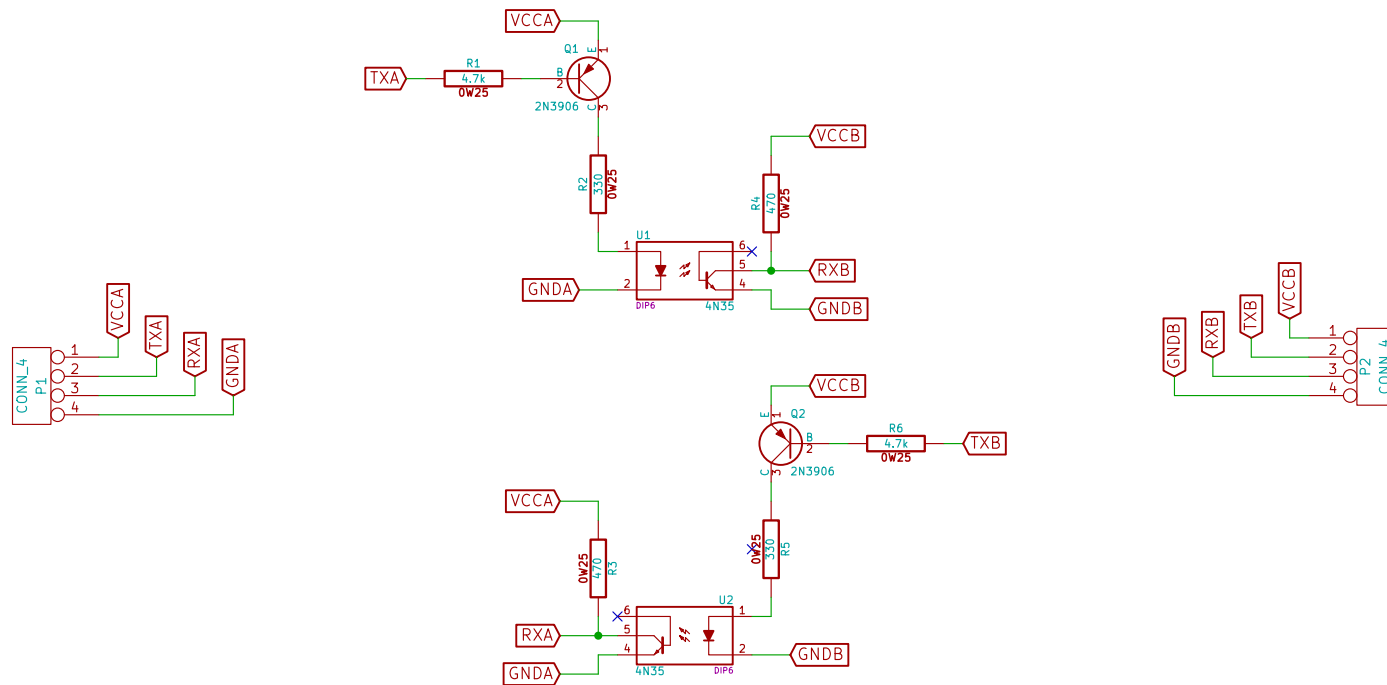 VCCA
Q1
E
1
TXA
R1
4.7k
0W25
B
2
2N3906
C
3
VCCB
R2
330
0W25
R4
470
0W25
U1
1
6
5
RXB
GNDA
2
4
GNDB
DIP6
4N35
VCCA
TXA
RXA
GNDA
CONN_4
P1
1
2
3
4
GNDB
RXB
TXB
VCCB
1
2
3
4
P2
CONN_4
VCCB
E
1
Q2
R6
4.7k
0W25
B
2
TXB
C
3
2N3906
VCCA
0W25
470
R3
0W25
330
R5
U2
6
1
RXA
5
4
2
GNDB
GNDA
4N35
DIP6